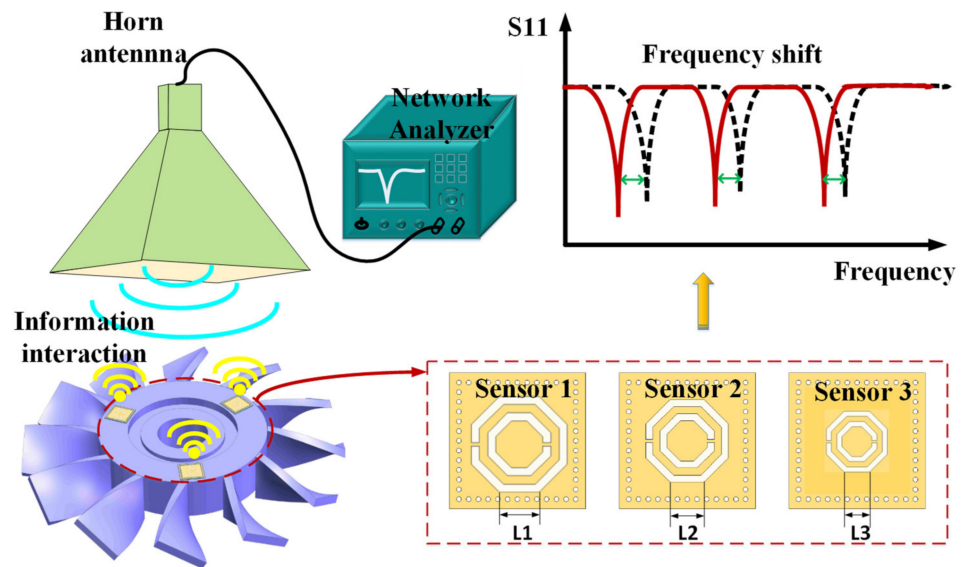 Horn
antennna
Network
Analyzer
S11
Frequency shift
Frequency
Information
interaction
Sensor 1
Sensor 2
Sensor 3
L1
L2
L3